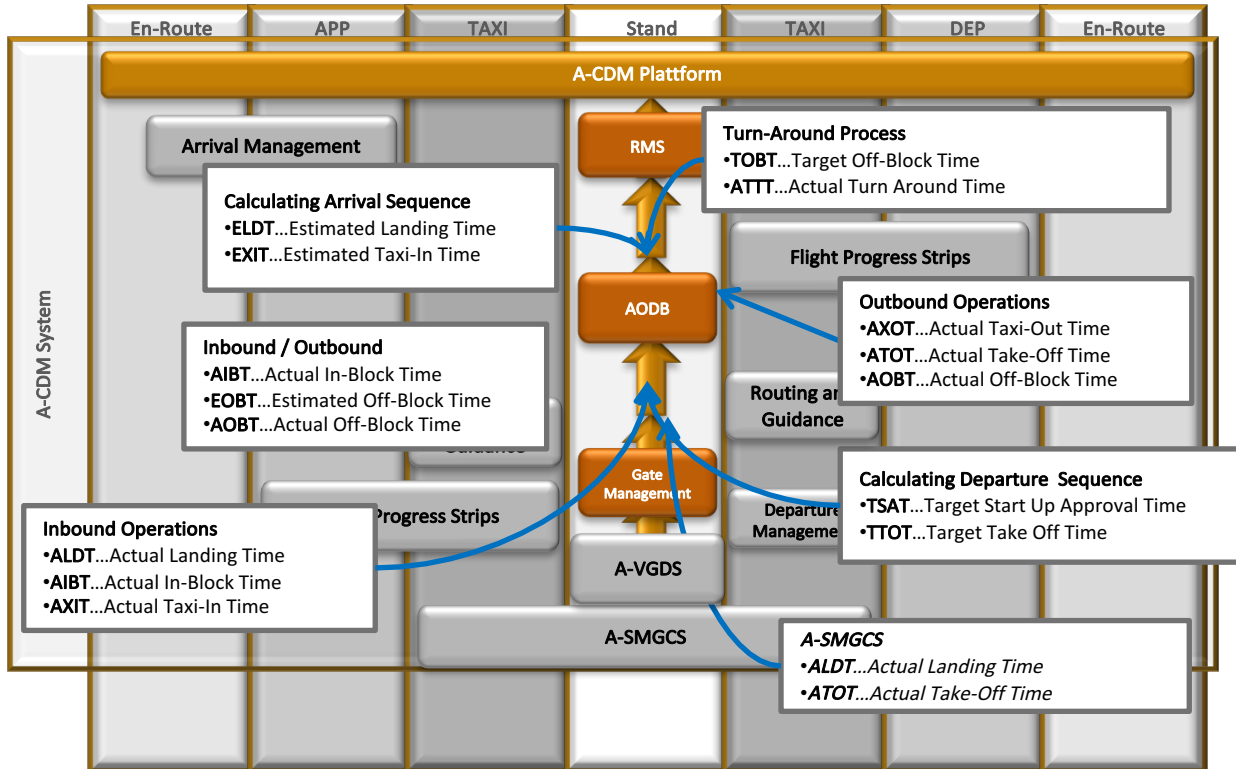 En-Route
APP
TAXI
Stand
TAXI
DEP
En-Route
A-CDM System
A-CDM Plattform
Arrival Management
RMS
Turn-Around Process
•TOBT...Target Off-Block Time
•ATTT...Actual Turn Around Time
Calculating Arrival Sequence
•ELDT...Estimated Landing Time
•EXIT...Estimated Taxi-In Time
Flight Progress Strips
AODB
Outbound Operations
•AXOT...Actual Taxi-Out Time
•ATOT...Actual Take-Off Time
•AOBT...Actual Off-Block Time
Inbound / Outbound
•AIBT...Actual In-Block Time
•EOBT...Estimated Off-Block Time
•AOBT...Actual Off-Block Time
Routing an
Guidance
Guidance
Gate
Management
Calculating Departure Sequence
•TSAT...Target Start Up Approval Time
•TTOT...Target Take Off Time
Progress Strips
Departure
Management
Inbound Operations
•ALDT...Actual Landing Time
•AIBT...Actual In-Block Time
•AXIT...Actual Taxi-In Time
A-VGDS
A-SMGCS
A-SMGCS
•ALDT...Actual Landing Time
•ATOT...Actual Take-Off Time